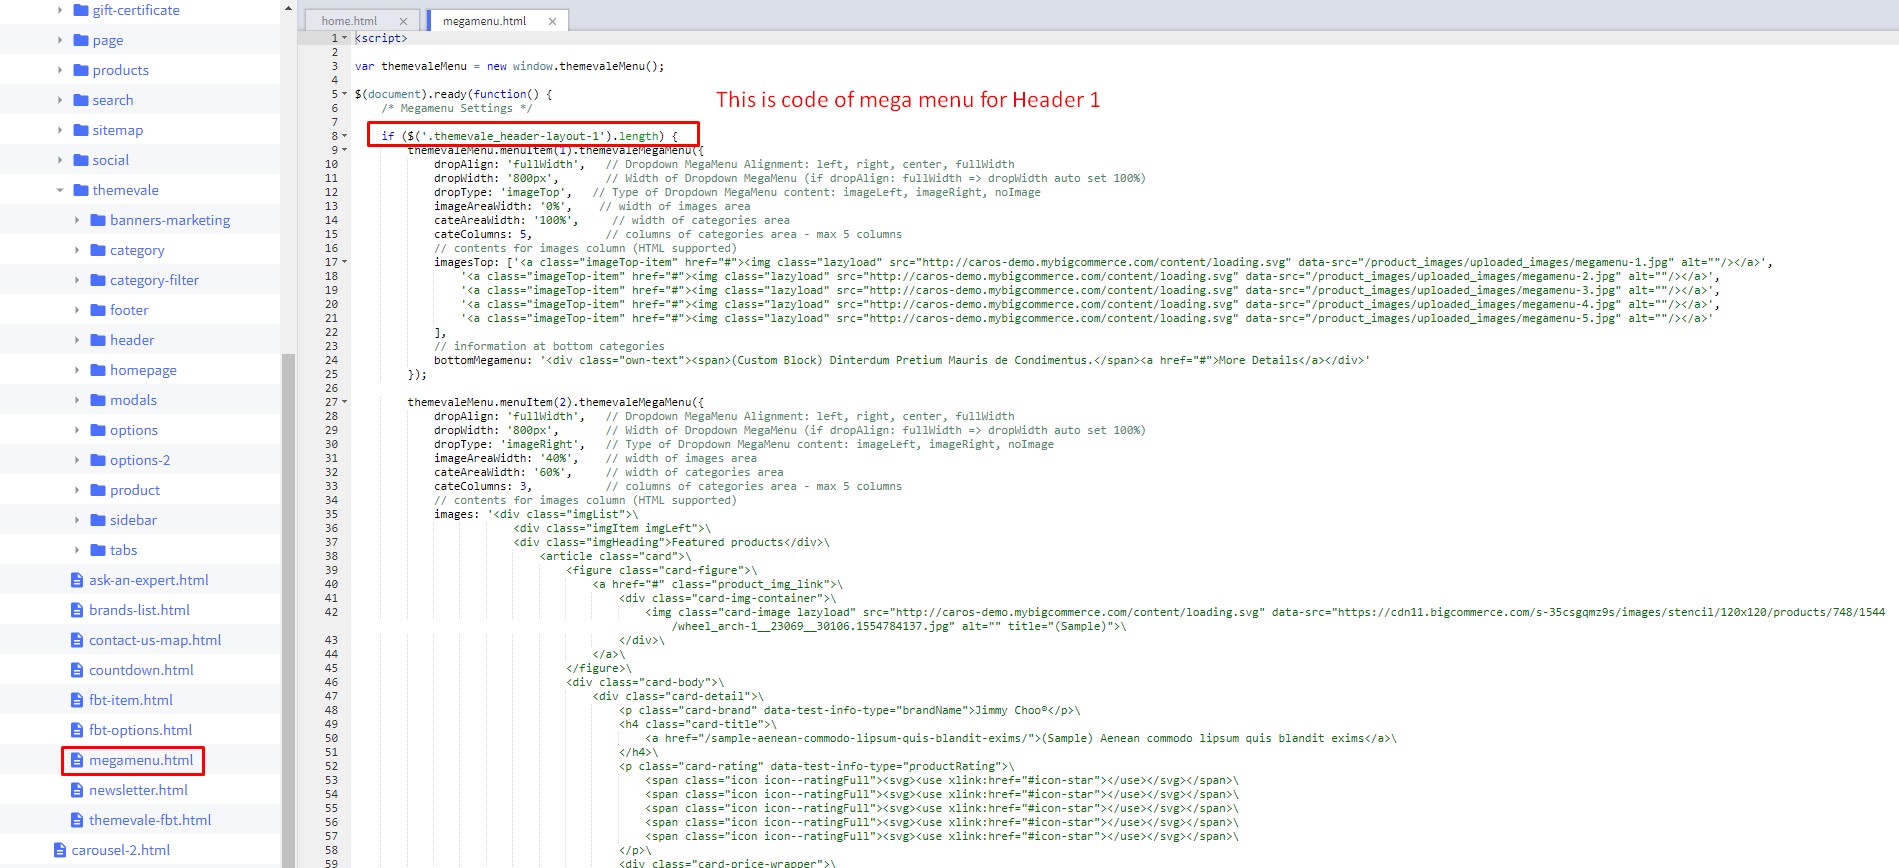 gift-certificate
page
products
search
sitemap
social
themevale
banners-marketing
category
category-filter
footer
header
homepage
modals
options
options-2
product
sidebar
tabs
ask-an-expert.html
brands-list.html
contact-us-map.html
countdown.html
fbt-item.html
fbt-options.html
megamenu.html
newsletter.html
themevale-fbt.html
carousel-2.html
home.html ×
megamenu.html ×
This is code of mega menu for Header 1
1 <script>
2
3 var themevaleMenu = new window.themevaleMenu();
4
5 $(document).ready(function() {
6 /* Megamenu Settings */
7
8 if ($('.themevale_header-layout-1').length) {
9 themevaleMenu.menuItem(1).themevaleMegaMenu({
10 dropAlign: 'fullWidth', // Dropdown MegaMenu Alignment: left, right, center, fullWidth
11 dropWidth: '800px', // Width of Dropdown MegaMenu (if dropAlign: fullWidth => dropWidth auto set 100%)
12 dropType: 'imageTop', // Type of Dropdown MegaMenu content: imageLeft, imageRight, noImage
13 imageAreaWidth: '0%', // width of images area
14 cateAreaWidth: '100%', // width of categories area
15 cateColumns: 5, // columns of categories area - max 5 columns
16 // contents for images column (HTML supported)
17 imagesTop: ['<a class="imageTop-item" href="#"><img class="lazyload" src="http://caros-demo.mybigcommerce.com/content/loading.svg" data-src="/product_images/uploaded_images/megamenu-1.jpg" alt=""/></a>',
18 '<a class="imageTop-item" href="#"><img class="lazyload" src="http://caros-demo.mybigcommerce.com/content/loading.svg" data-src="/product_images/uploaded_images/megamenu-2.jpg" alt=""/></a>',
19 '<a class="imageTop-item" href="#"><img class="lazyload" src="http://caros-demo.mybigcommerce.com/content/loading.svg" data-src="/product_images/uploaded_images/megamenu-3.jpg" alt=""/></a>',
20 '<a class="imageTop-item" href="#"><img class="lazyload" src="http://caros-demo.mybigcommerce.com/content/loading.svg" data-src="/product_images/uploaded_images/megamenu-4.jpg" alt=""/></a>',
21 '<a class="imageTop-item" href="#"><img class="lazyload" src="http://caros-demo.mybigcommerce.com/content/loading.svg" data-src="/product_images/uploaded_images/megamenu-5.jpg" alt=""/></a>'
22 ],
23 // information at bottom categories
24 bottomMegamenu: '<div class="own-text"><span>(Custom Block) Dinterdum Pretium Mauris de Condimentus.</span><a href="#">More Details</a></div>'
25 });
26
27 themevaleMenu.menuItem(2).themevaleMegaMenu({
28 dropAlign: 'fullWidth', // Dropdown MegaMenu Alignment: left, right, center, fullWidth
29 dropWidth: '800px', // Width of Dropdown MegaMenu (if dropAlign: fullWidth => dropWidth auto set 100%)
30 dropType: 'imageRight', // Type of Dropdown MegaMenu content: imageLeft, imageRight, noImage
31 imageAreaWidth: '40%', // width of images area
32 cateAreaWidth: '60%', // width of categories area
33 cateColumns: 3, // columns of categories area - max 5 columns
34 // contents for images column (HTML supported)
35 images: '<div class="imgList">\
36 <div class="imgItem imgLeft">\
37 <div class="imgHeading">Featured products</div>\
38 <article class="card">\
39 <figure class="card-figure">\
40 <a href="#" class="product_img_link">\
41 <div class="card-img-container">\
42 <img class="card-image lazyload" src="http://caros-demo.mybigcommerce.com/content/loading.svg" data-src="https://cdn11.bigcommerce.com/s-35csgqmz9s/images/stencil/120x120/products/748/1544
/wheel_arch-1__23069__30106.1554784137.jpg" alt="" title="(Sample)">\
43 </div>\
44 </a>\
45 </figure>\
46 <div class="card-body">\
47 <div class="card-detail">\
48 <p class="card-brand" data-test-info-type="brandName">Jimmy Choo®</p>\
49 <h4 class="card-title">\
50 <a href="/sample-aenean-commodo-lipsum-quis-blandit-exims/">(Sample) Aenean commodo lipsum quis blandit exims</a>\
51 </h4>\
52 <p class="card-rating" data-test-info-type="productRating">\
53 <span class="icon icon--ratingFull"><svg><use xlink:href="#icon-star"></use></svg></span>\
54 <span class="icon icon--ratingFull"><svg><use xlink:href="#icon-star"></use></svg></span>\
55 <span class="icon icon--ratingFull"><svg><use xlink:href="#icon-star"></use></svg></span>\
56 <span class="icon icon--ratingFull"><svg><use xlink:href="#icon-star"></use></svg></span>\
57 <span class="icon icon--ratingFull"><svg><use xlink:href="#icon-star"></use></svg></span>\
58 </p>\
59 <div class="card-price-wrapper">\